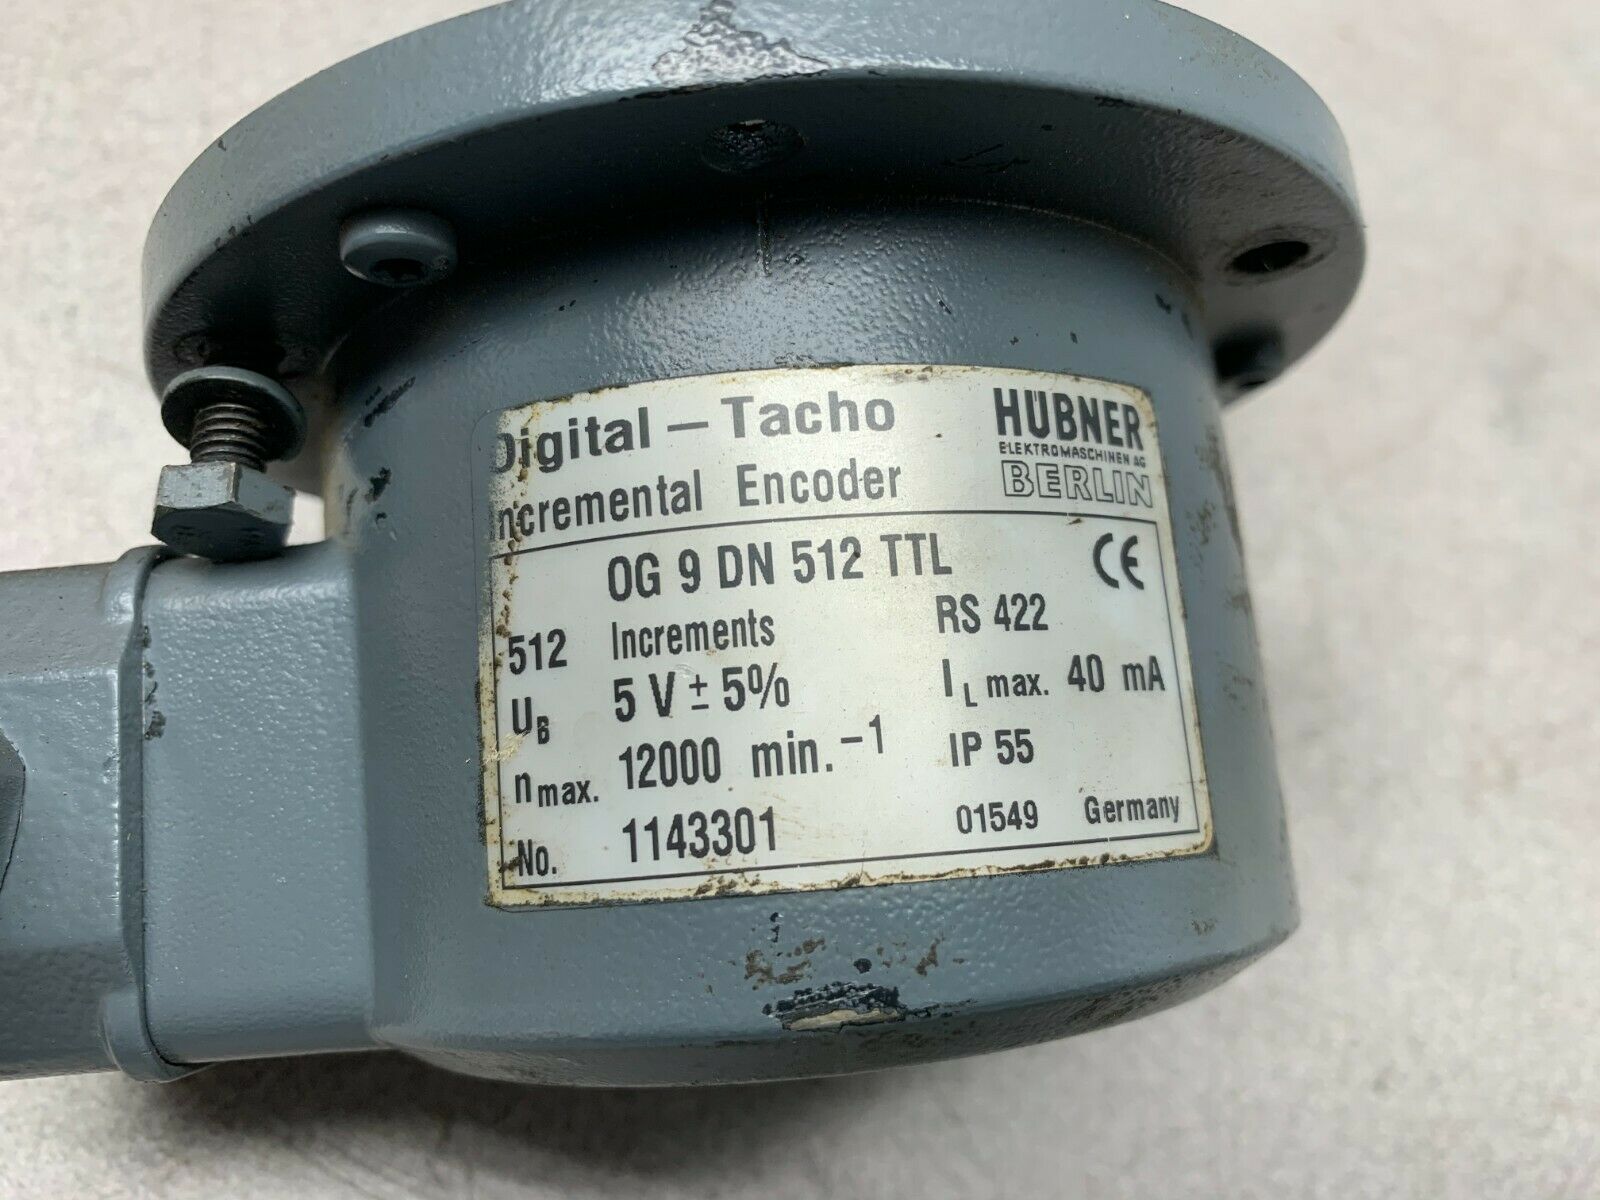 Digital – Tacho
HÜBNER
ELEKTROMASCHINEN AG
BERLIN
Incremental Encoder
OG 9 DN 512 TTL
CE
512 Increments RS 422
UB 5 V ± 5% IL max. 40 mA
nmax. 12000 min.-1 IP 55
No. 1143301 01549 Germany